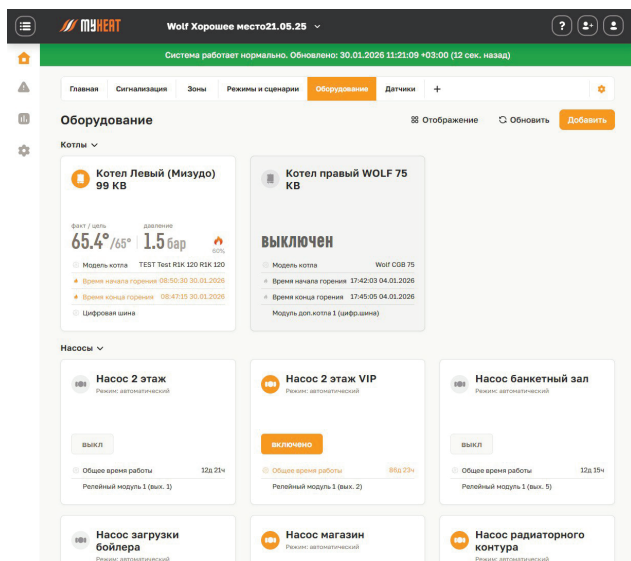 MYHEAT
Wolf Хорошее место21.05.25
?
Система работает нормально. Обновлено: 30.01.2026 11:21:09 +03:00 (12 сек. назад)
Главная Сигнализация Зоны Режимы и сценарии Оборудование Датчики +
Оборудование
Отображение Обновить Добавить
Котлы
Котел Левый (Мизудо) 
99 КВ
факт / цель давление
65.4°/65° 1.5 бар 60%
Модель котла TEST Test R1K 120 R1K 120
Время начала горения 08:50:30 30.01.2026
Время конца горения 08:47:15 30.01.2026
Цифровая шина
Котел правый WOLF 75
КВ
выключен
Модель котла Wolf CGB 75
Время начала горения 17:42:03 04.01.2026
Время конца горения 17:45:05 04.01.2026
Модуль доп.котла 1 (цифр.шина)
Насосы
Насос 2 этаж
Режим: автоматический
выкл
Общее время работы 12д 21ч
Релейный модуль 1 (вых. 1)
Насос 2 этаж VIP
Режим: автоматический
включено
Общее время работы 86д 23ч
Релейный модуль 1 (вых. 2)
Насос банкетный зал
Режим: автоматический
выкл
Общее время работы 12д 15ч
Релейный модуль 1 (вых. 5)
Насос загрузки
бойлера
Режим: автоматический
Насос магазин
Режим: автоматический
Насос радиаторного
контура
Режим: автоматический